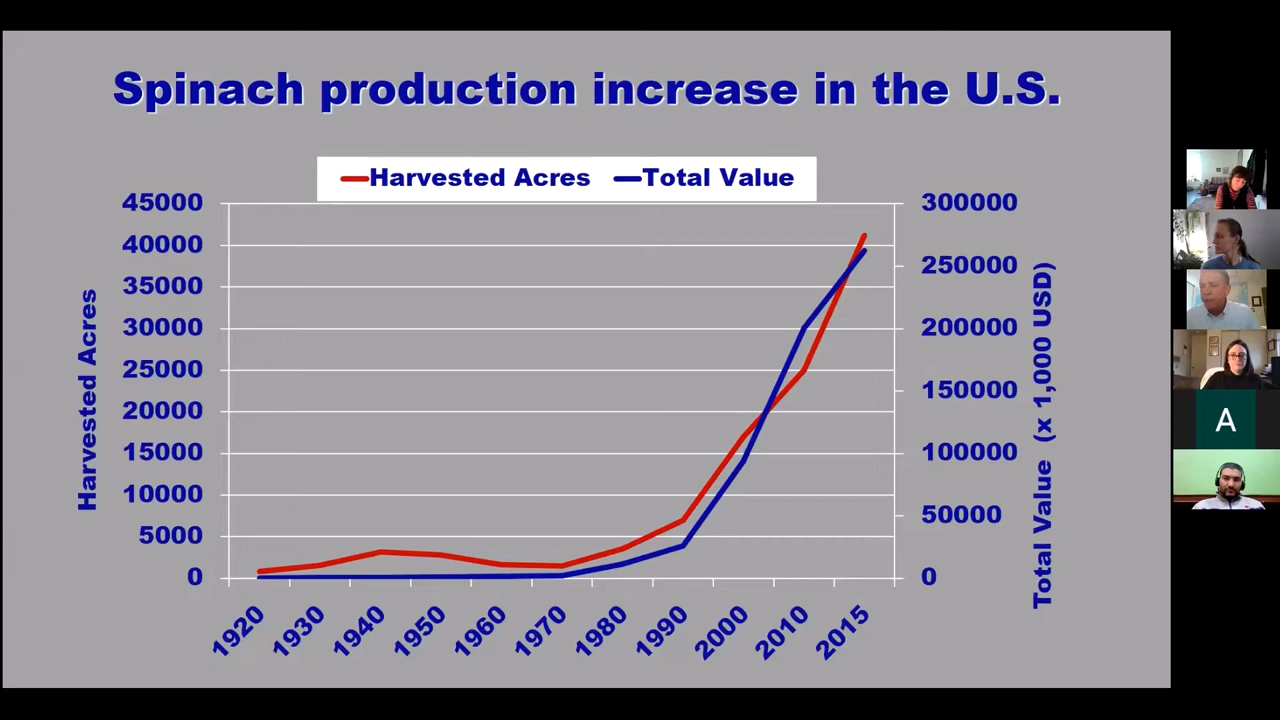 Spinach production increase in the U.S.
Harvested Acres Total Value
45000
40000
35000
30000
25000
20000
15000
10000
5000
0
Harvested Acres
300000
250000
200000
150000
100000
50000
0
Total Value (x 1,000 USD)
1920 1930 1940 1950 1960 1970 1980 1990 2000 2010 2015
A